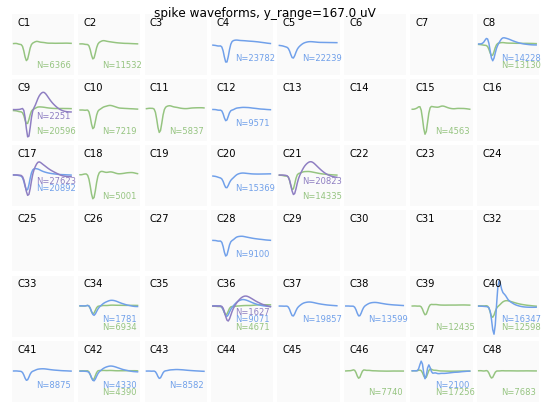 spike waveforms, y_range=167.0 uV
C1 C2 C3 C4 C5 C6 C7 C8
N=6366 N=11532 N=23782 N=22239 N=14228
N=13130
C9 C10 C11 C12 C13 C14 C15 C16
N=2251
N=20596 N=7219 N=5837 N=9571 N=4563
C17 C18 C19 C20 C21 C22 C23 C24
N=27623 N=20823
N=20892 N=15369
N=5001 N=14335
C25 C26 C27 C28 C29 C30 C31 C32
N=9100
C33 C34 C35 C36 C37 C38 C39 C40
N=1627
N=1781 N=9071 N=19857 N=13599 N=16347
N=6934 N=4671 N=12435 N=12598
C41 C42 C43 C44 C45 C46 C47 C48
N=8875 N=4330 N=8582 N=2100
N=4390 N=7740 N=17256 N=7683